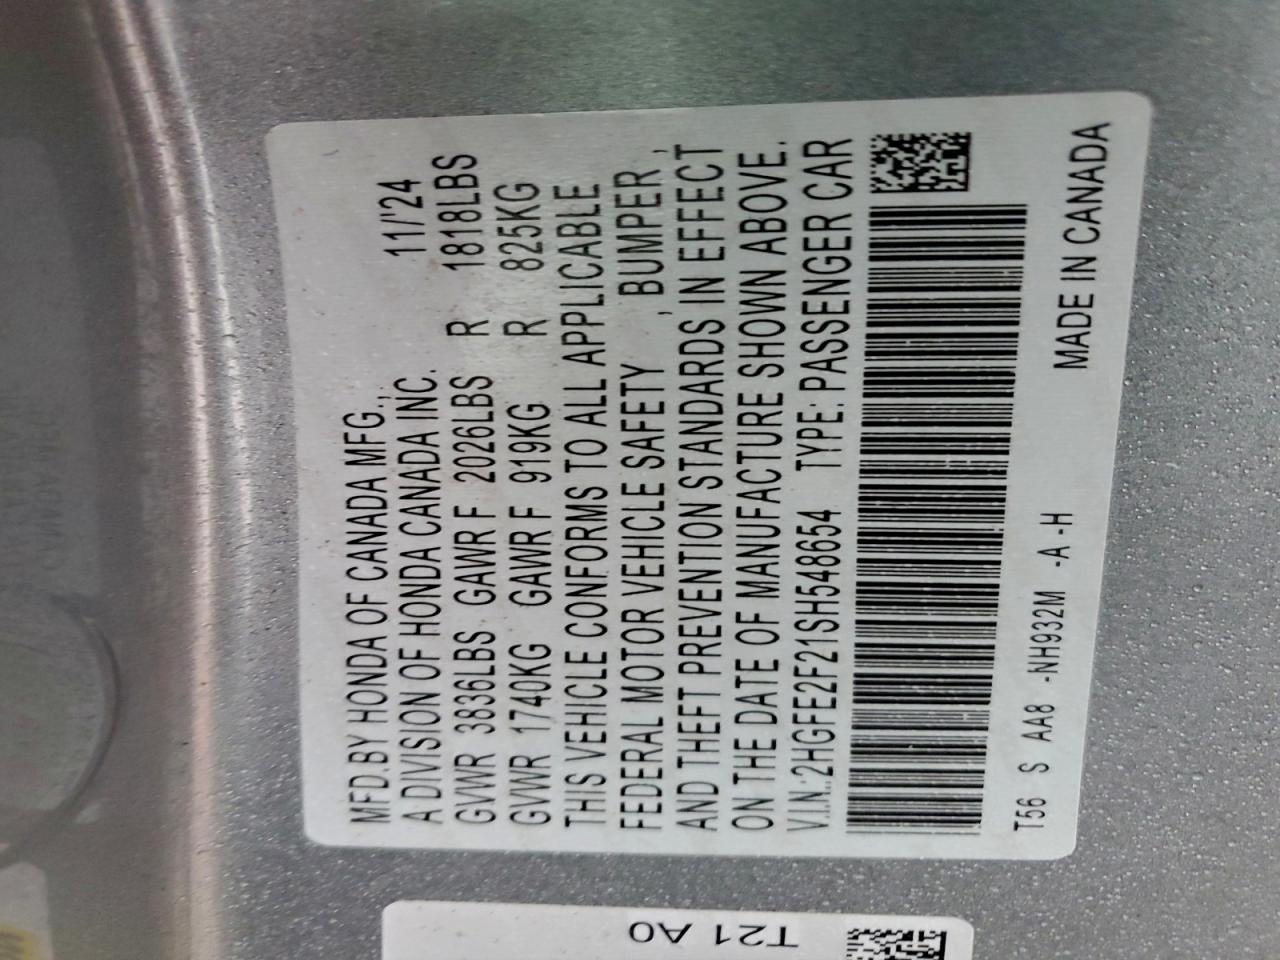 MFD.BY HONDA OF CANADA MFG.,
A DIVISION OF HONDA CANADA INC. 11/'24
GVWR 3836LBS GAWR F 2026LBS R 1818LBS
GVWR 1740KG GAWR F 919KG R 825KG
THIS VEHICLE CONFORMS TO ALL APPLICABLE
FEDERAL MOTOR VEHICLE SAFETY , BUMPER ,
AND THEFT PREVENTION STANDARDS IN EFFECT
ON THE DATE OF MANUFACTURE SHOWN ABOVE.
V.I.N.:2HGFE2F21SH548654 TYPE: PASSENGER CAR
T56 S AA8 -NH932M -A -H MADE IN CANADA
T21 A0